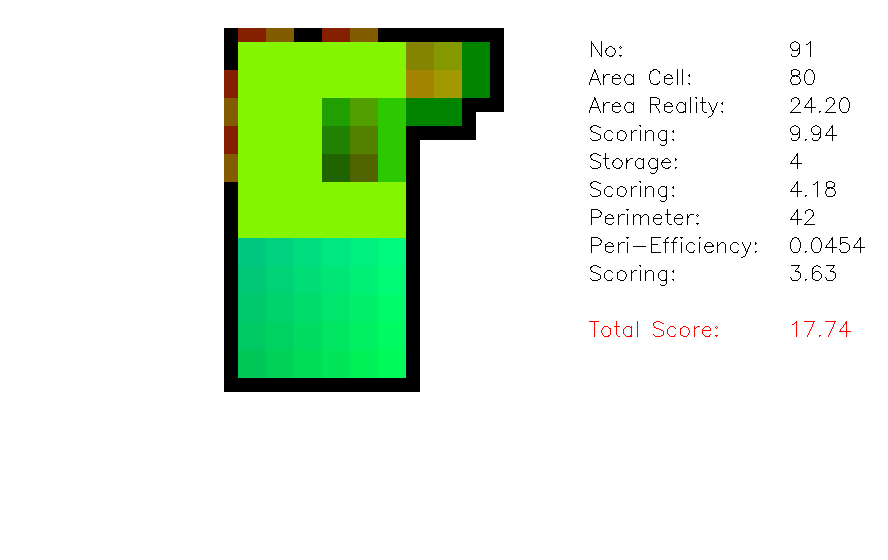 No: 91
Area Cell: 80
Area Reality: 24.20
Scoring: 9.94
Storage: 4
Scoring: 4.18
Perimeter: 42
Peri-Efficiency: 0.0454
Scoring: 3.63
Total Score: 17.74